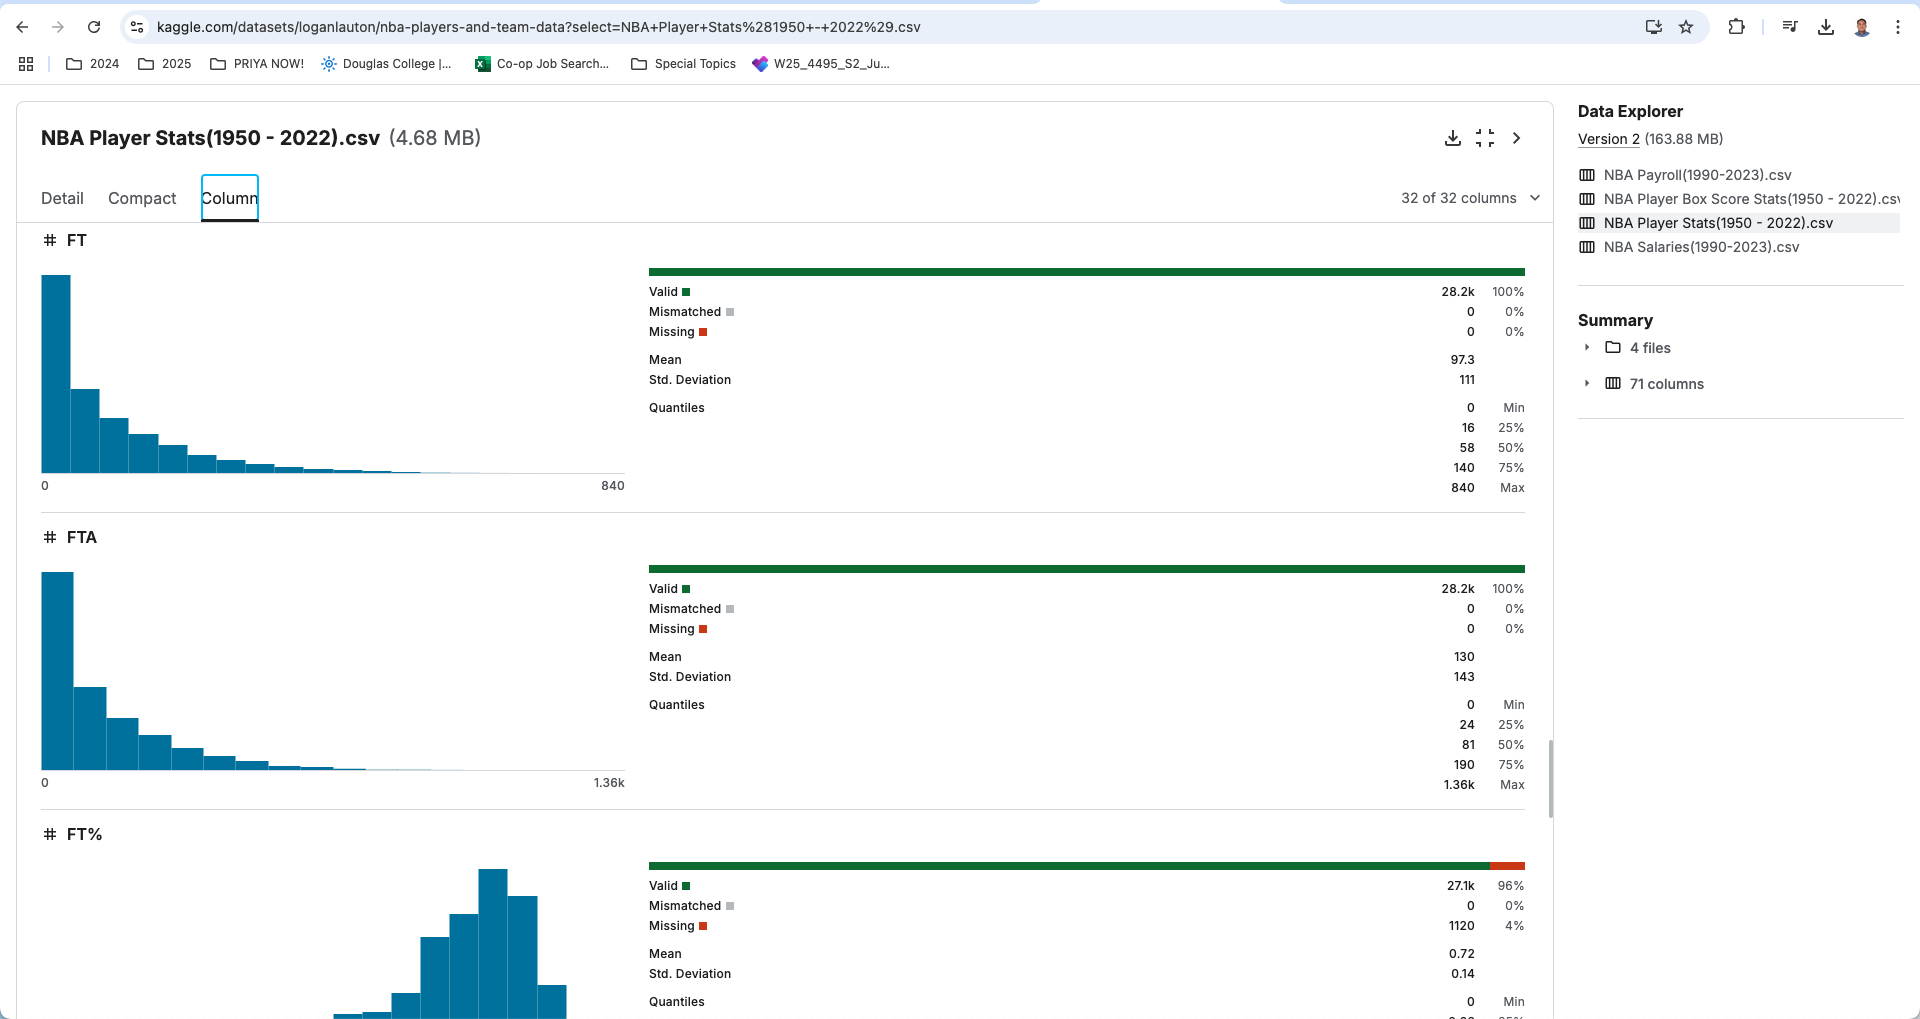 kaggle.com/datasets/loganlauton/nba-players-and-team-data?select=NBA+Player+Stats%281950+-+2022%29.csv
2024 2025 PRIYA NOW! Douglas College |... Co-op Job Search... Special Topics W25_4495_S2_Ju...
NBA Player Stats(1950 - 2022).csv (4.68 MB)
Detail Compact Column 32 of 32 columns
# FT
Valid 28.2k 100%
Mismatched 0 0%
Missing 0 0%
Mean 97.3
Std. Deviation 111
Quantiles 0 Min
16 25%
58 50%
140 75%
840 Max
0 840
# FTA
Valid 28.2k 100%
Mismatched 0 0%
Missing 0 0%
Mean 130
Std. Deviation 143
Quantiles 0 Min
24 25%
81 50%
190 75%
1.36k Max
0 1.36k
# FT%
Valid 27.1k 96%
Mismatched 0 0%
Missing 1120 4%
Mean 0.72
Std. Deviation 0.14
Quantiles 0 Min
Data Explorer
Version 2 (163.88 MB)
NBA Payroll(1990-2023).csv
NBA Player Box Score Stats(1950 - 2022).csv
NBA Player Stats(1950 - 2022).csv
NBA Salaries(1990-2023).csv
Summary
4 files
71 columns